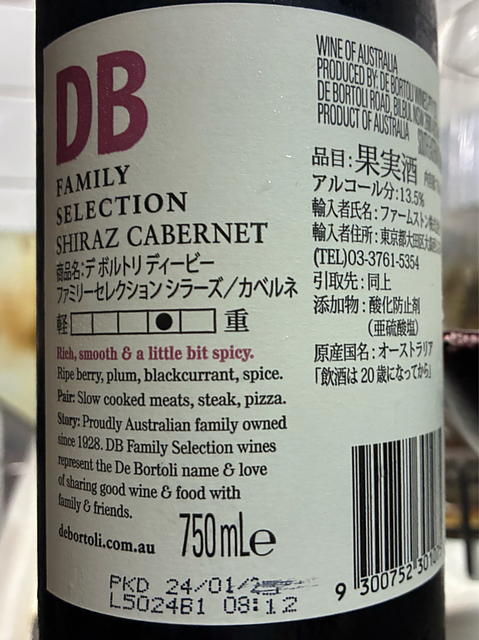 DB
FAMILY
SELECTION
SHIRAZ CABERNET
商品名:デ ボルトリ ディービー
ファミリーセレクション シラーズ/カベルネ
軽 重
Rich, smooth & a little bit spicy.
Ripe berry, plum, blackcurrant, spice.
Pair: Slow cooked meats, steak, pizza.
Story: Proudly Australian family owned
since 1928. DB Family Selection wines
represent the De Bortoli name & love
of sharing good wine & food with
family & friends.
debortoli.com.au
750mLe
PKD 24/01/
L502481 08:12
WINE OF AUSTRALIA
PRODUCED BY: DE BORTOLI WINES
DE BORTOLI ROAD, BILBUL NSW
PRODUCT OF AUSTRALIA
品目:果実酒
アルコール分:13.5%
輸入者氏名:ファームストン
輸入者住所:東京都大田区
(TEL)03-3761-5354
引取先:同上
添加物:酸化防止剤
(亜硫酸塩)
原産国名:オーストラリア
「飲酒は20歳になってから」
9 300752